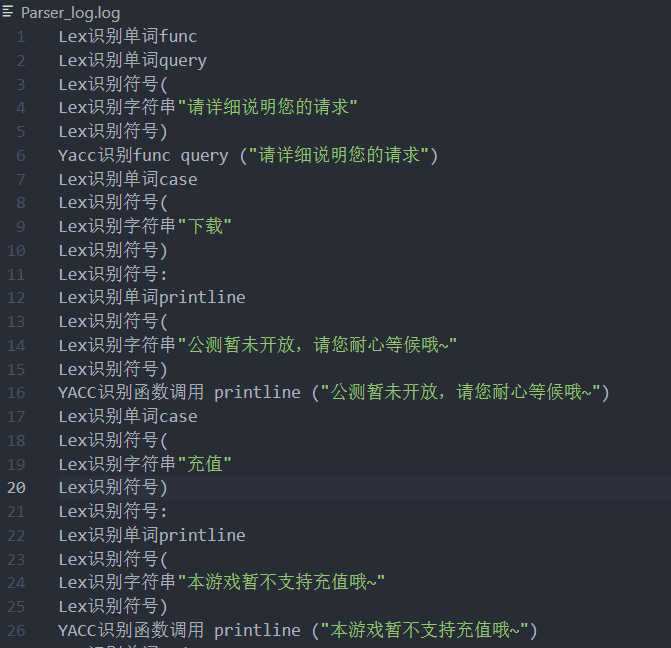 Parser_log.log
1 Lex识别单词func
2 Lex识别单词query
3 Lex识别符号(
4 Lex识别字符串"请详细说明您的请求"
5 Lex识别符号)
6 Yacc识别func query ("请详细说明您的请求")
7 Lex识别单词case
8 Lex识别符号(
9 Lex识别字符串"下载"
10 Lex识别符号)
11 Lex识别符号:
12 Lex识别单词printline
13 Lex识别符号(
14 Lex识别字符串"公测暂未开放，请您耐心等候哦~"
15 Lex识别符号)
16 YACC识别函数调用 printline ("公测暂未开放，请您耐心等候哦~")
17 Lex识别单词case
18 Lex识别符号(
19 Lex识别字符串"充值"
20 Lex识别符号)
21 Lex识别符号:
22 Lex识别单词printline
23 Lex识别符号(
24 Lex识别字符串"本游戏暂不支持充值哦~"
25 Lex识别符号)
26 YACC识别函数调用 printline ("本游戏暂不支持充值哦~")